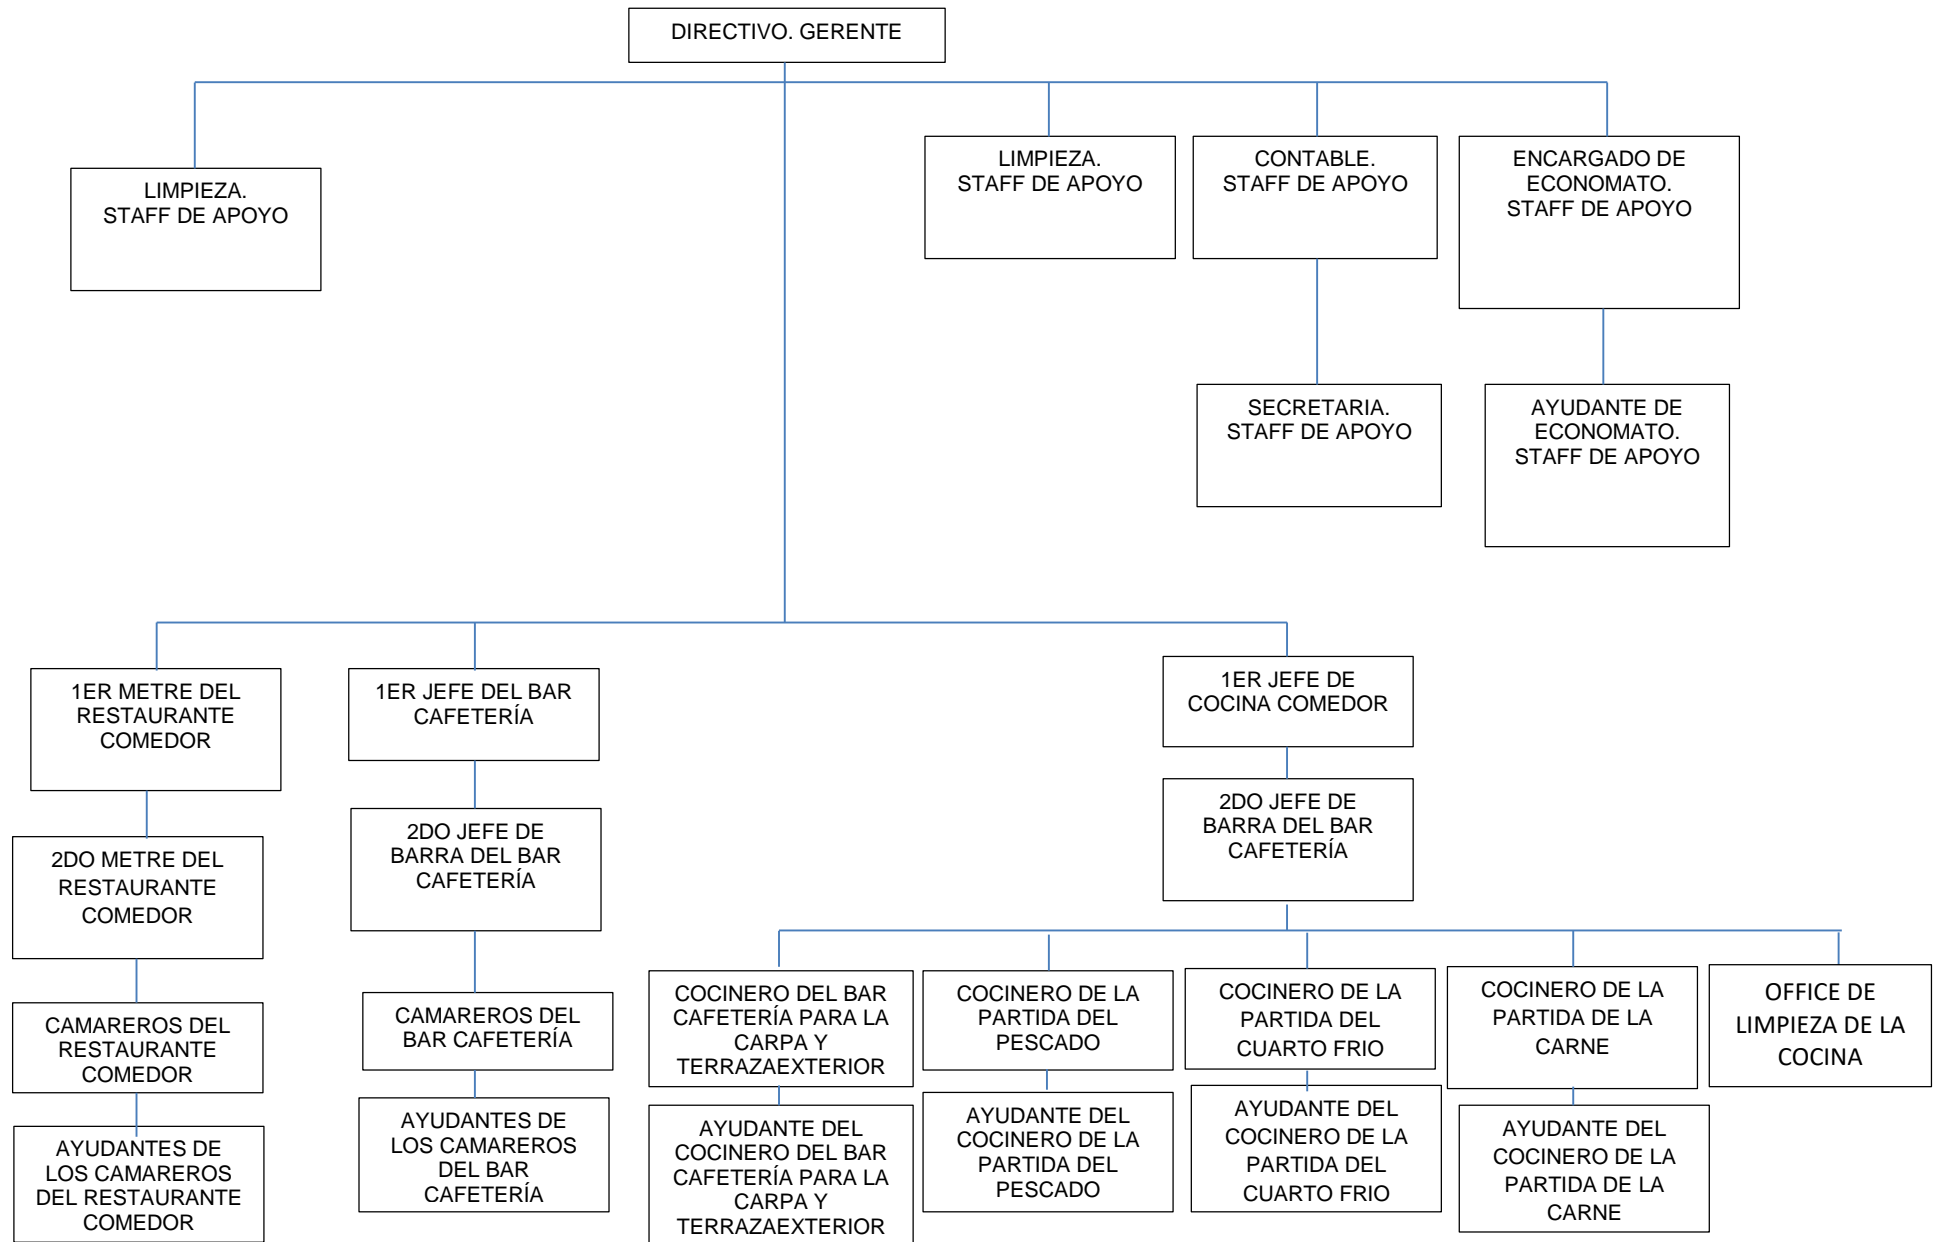 DIRECTIVO. GERENTE
LIMPIEZA.
STAFF DE APOYO
LIMPIEZA.
STAFF DE APOYO
CONTABLE.
STAFF DE APOYO
ENCARGADO DE
ECONOMATO.
STAFF DE APOYO
SECRETARIA.
STAFF DE APOYO
AYUDANTE DE
ECONOMATO.
STAFF DE APOYO
1ER METRE DEL
RESTAURANTE
COMEDOR
1ER JEFE DEL BAR
CAFETERÍA
1ER JEFE DE
COCINA COMEDOR
2DO METRE DEL
RESTAURANTE
COMEDOR
2DO JEFE DE
BARRA DEL BAR
CAFETERÍA
2DO JEFE DE
BARRA DEL BAR
CAFETERÍA
CAMAREROS DEL
RESTAURANTE
COMEDOR
CAMAREROS DEL
BAR CAFETERÍA
COCINERO DEL BAR
CAFETERÍA PARA LA
CARPA Y
TERRAZAEXTERIOR
COCINERO DE LA
PARTIDA DEL
PESCADO
COCINERO DE LA
PARTIDA DEL
CUARTO FRIO
COCINERO DE LA
PARTIDA DE LA
CARNE
OFFICE DE
LIMPIEZA DE LA
COCINA
AYUDANTES DE
LOS CAMAREROS
DEL RESTAURANTE
COMEDOR
AYUDANTES DE
LOS CAMAREROS
DEL BAR
CAFETERÍA
AYUDANTE DEL
COCINERO DEL BAR
CAFETERÍA PARA LA
CARPA Y
TERRAZAEXTERIOR
AYUDANTE DEL
COCINERO DE LA
PARTIDA DEL
PESCADO
AYUDANTE DEL
COCINERO DE LA
PARTIDA DEL
CUARTO FRIO
AYUDANTE DEL
COCINERO DE LA
PARTIDA DE LA
CARNE